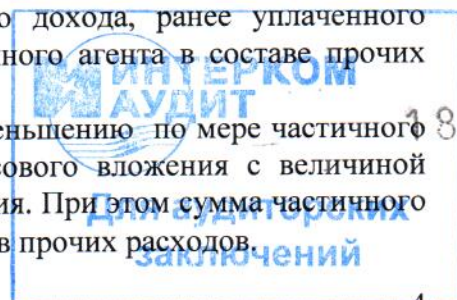 дохода, ранее уплаченного
ного агента в составе прочих
ИНТЕРКОМ
АУДИТ
18
еньшению по мере частичного
сового вложения с величиной
ия. При этом сумма частичного
Для аудиторских
в прочих расходов.
заключений